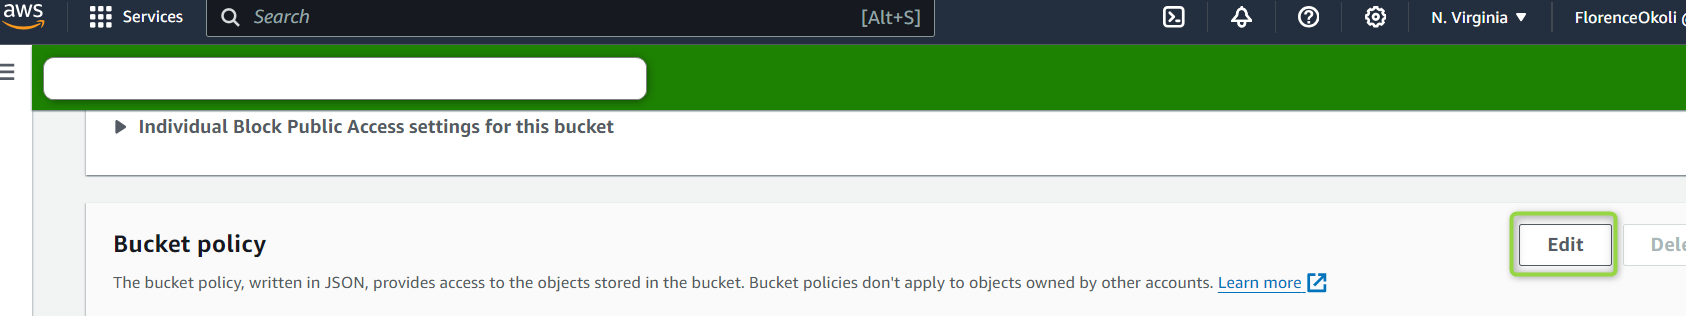 aws
Services
Search
[Alt+S]
N. Virginia
FlorenceOkoli
Individual Block Public Access settings for this bucket
Bucket policy
Edit
Dele
The bucket policy, written in JSON, provides access to the objects stored in the bucket. Bucket policies don't apply to objects owned by other accounts. Learn more